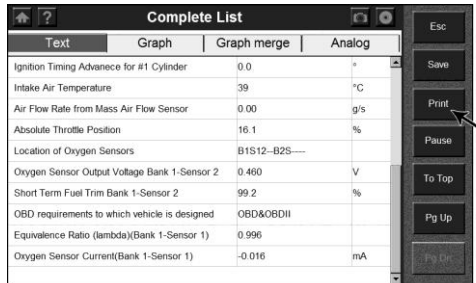 ?
Complete List
Text Graph Graph merge Analog
Ignition Timing Advanece for #1 Cylinder 0.0 °
Intake Air Temperature 39 °C
Air Flow Rate from Mass Air Flow Sensor 0.00 g/s
Absolute Throttle Position 16.1 %
Location of Oxygen Sensors B1S12--B2S----
Oxygen Sensor Output Voltage Bank 1-Sensor 2 0.460 V
Short Term Fuel Trim Bank 1-Sensor 2 99.2 %
OBD requirements to which vehicle is designed OBD&OBDII
Equivalence Ratio (lambda)(Bank 1-Sensor 1) 0.996
Oxygen Sensor Current(Bank 1-Sensor 1) -0.016 mA
Esc
Save
Print
Pause
To Top
Pg Up
Pg Dn